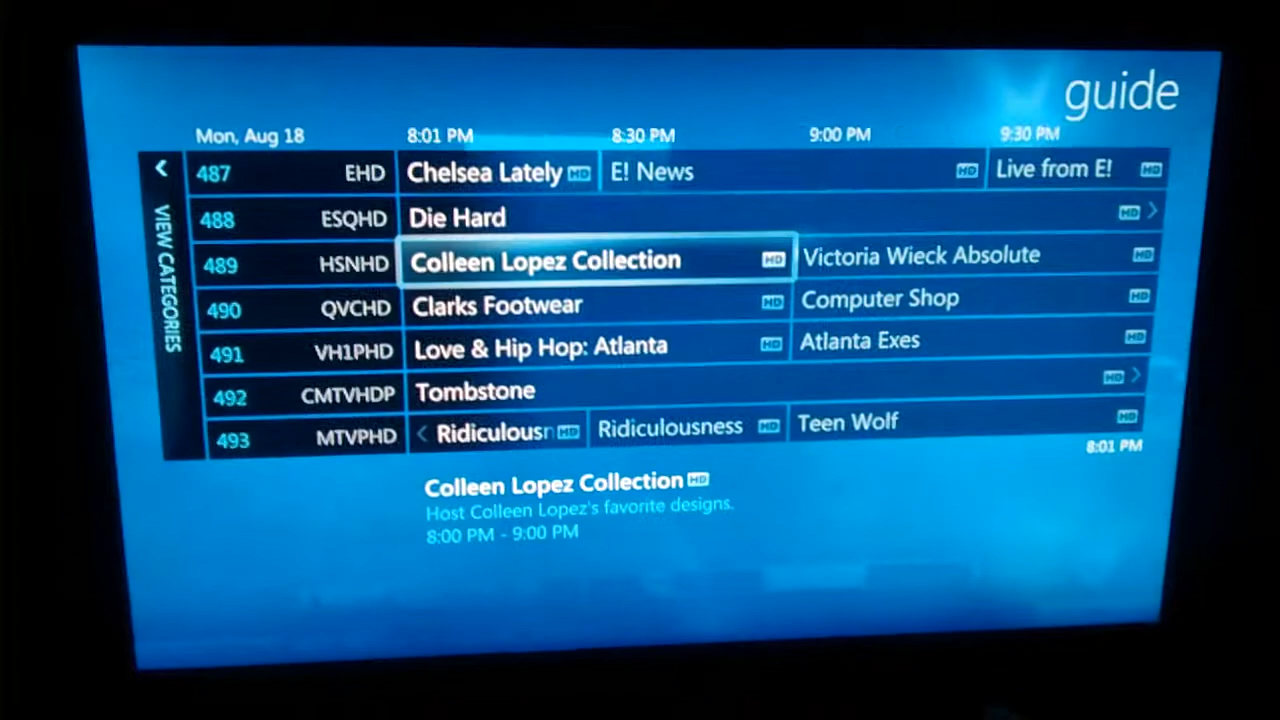 guide
Mon, Aug 18 8:01 PM 8:30 PM 9:00 PM 9:30 PM
487 EHD Chelsea Lately HD E! News HD Live from E! HD
488 ESQHD Die Hard HD
489 HSNHD Colleen Lopez Collection HD Victoria Wieck Absolute HD
490 QVCHD Clarks Footwear HD Computer Shop HD
491 VH1PHD Love & Hip Hop: Atlanta HD Atlanta Exes HD
492 CMTVHDP Tombstone HD
493 MTVPHD Ridiculousn HD Ridiculousness HD Teen Wolf HD
VIEW CATEGORIES
8:01 PM
Colleen Lopez Collection HD
Host Colleen Lopez's favorite designs.
8:00 PM - 9:00 PM